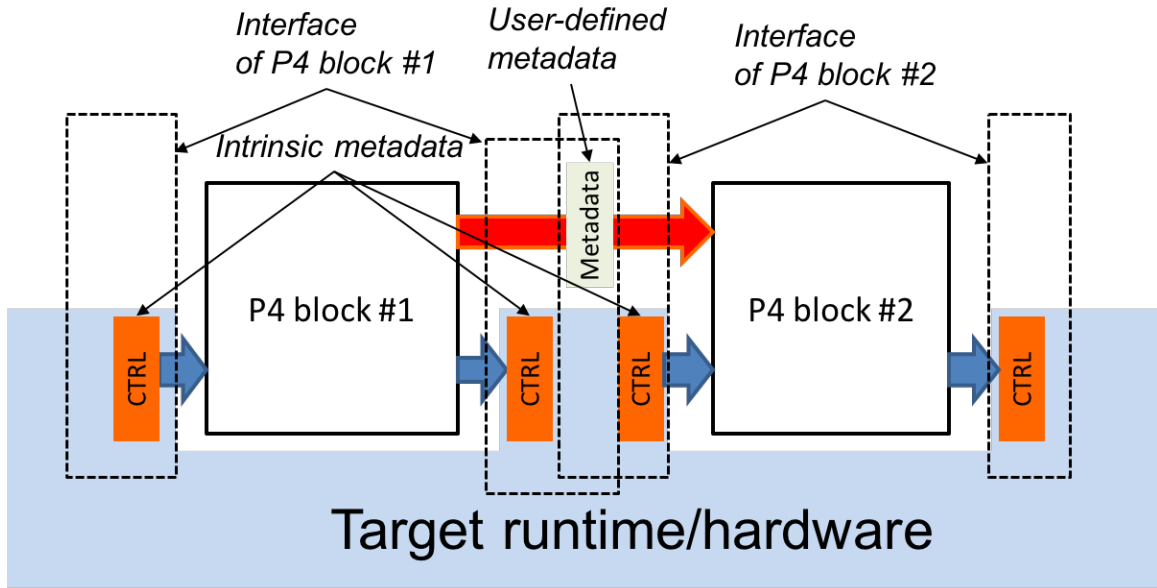 Interface
of P4 block #1
User-defined
metadata
Interface
of P4 block #2
Intrinsic metadata
Metadata
P4 block #1
P4 block #2
CTRL
CTRL
CTRL
CTRL
Target runtime/hardware